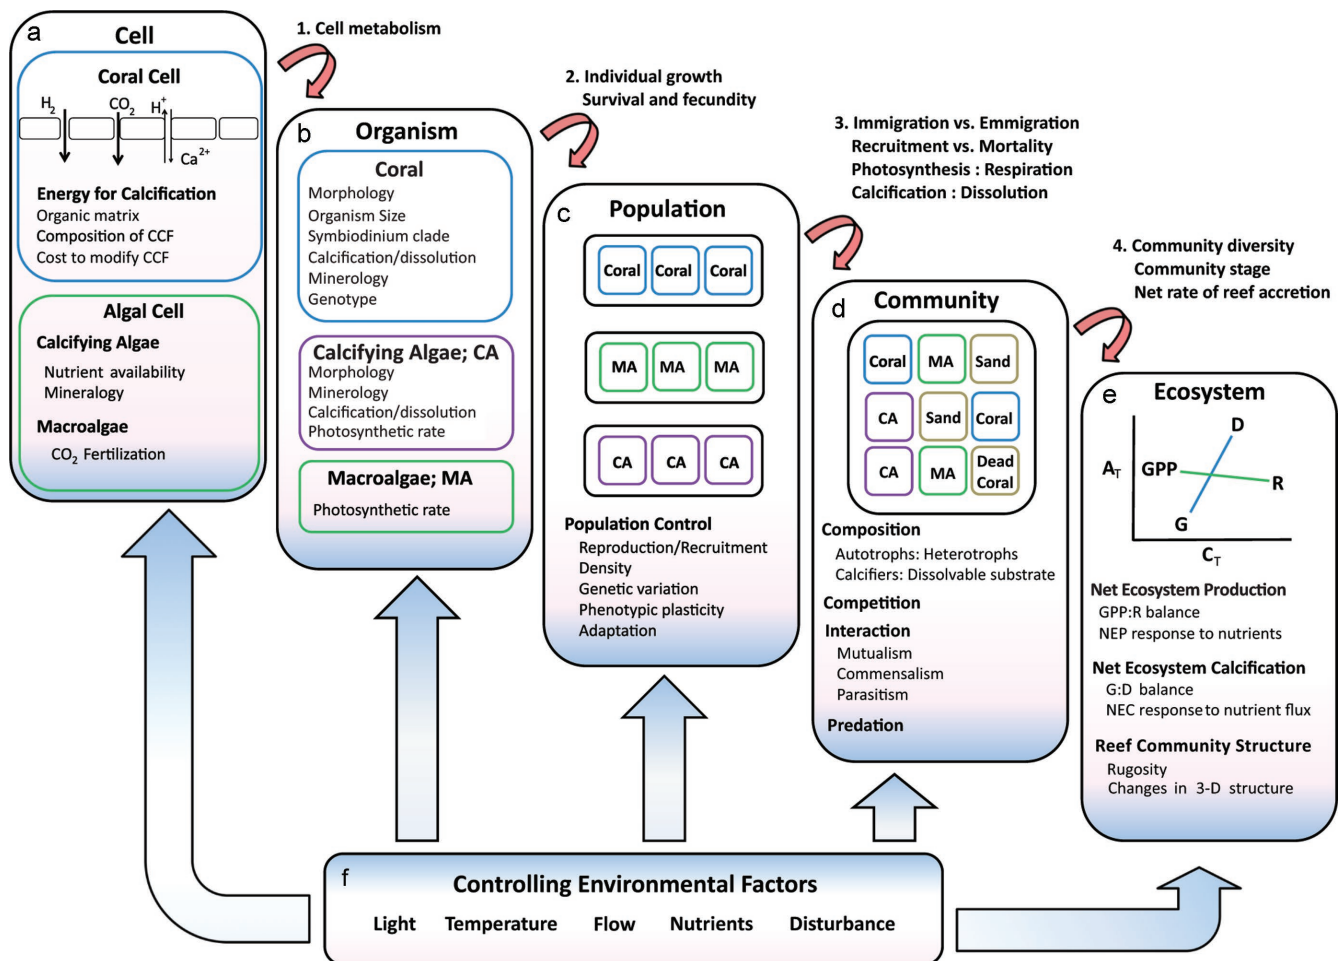 a
Cell
Coral Cell
H2
CO2
H+
Ca2+
Energy for Calcification
Organic matrix
Composition of CCF
Cost to modify CCF
Algal Cell
Calcifying Algae
Nutrient availability
Mineralogy
Macroalgae
CO2 Fertilization
1. Cell metabolism
b
Organism
Coral
Morphology
Organism Size
Symbiodinium clade
Calcification/dissolution
Minerology
Genotype
Calcifying Algae; CA
Morphology
Minerology
Calcification/dissolution
Photosynthetic rate
Macroalgae; MA
Photosynthetic rate
2. Individual growth
Survival and fecundity
c
Population
Coral Coral Coral
MA MA MA
CA CA CA
Population Control
Reproduction/Recruitment
Density
Genetic variation
Phenotypic plasticity
Adaptation
3. Immigration vs. Emmigration
Recruitment vs. Mortality
Photosynthesis : Respiration
Calcification : Dissolution
d
Community
Coral MA Sand
CA Sand Coral
CA MA Dead
Coral
Composition
Autotrophs: Heterotrophs
Calcifiers: Dissolvable substrate
Competition
Interaction
Mutualism
Commensalism
Parasitism
Predation
4. Community diversity
Community stage
Net rate of reef accretion
e
Ecosystem
D
AT
GPP
R
G
CT
Net Ecosystem Production
GPP:R balance
NEP response to nutrients
Net Ecosystem Calcification
G:D balance
NEC response to nutrient flux
Reef Community Structure
Rugosity
Changes in 3-D structure
f
Controlling Environmental Factors
Light Temperature Flow Nutrients Disturbance